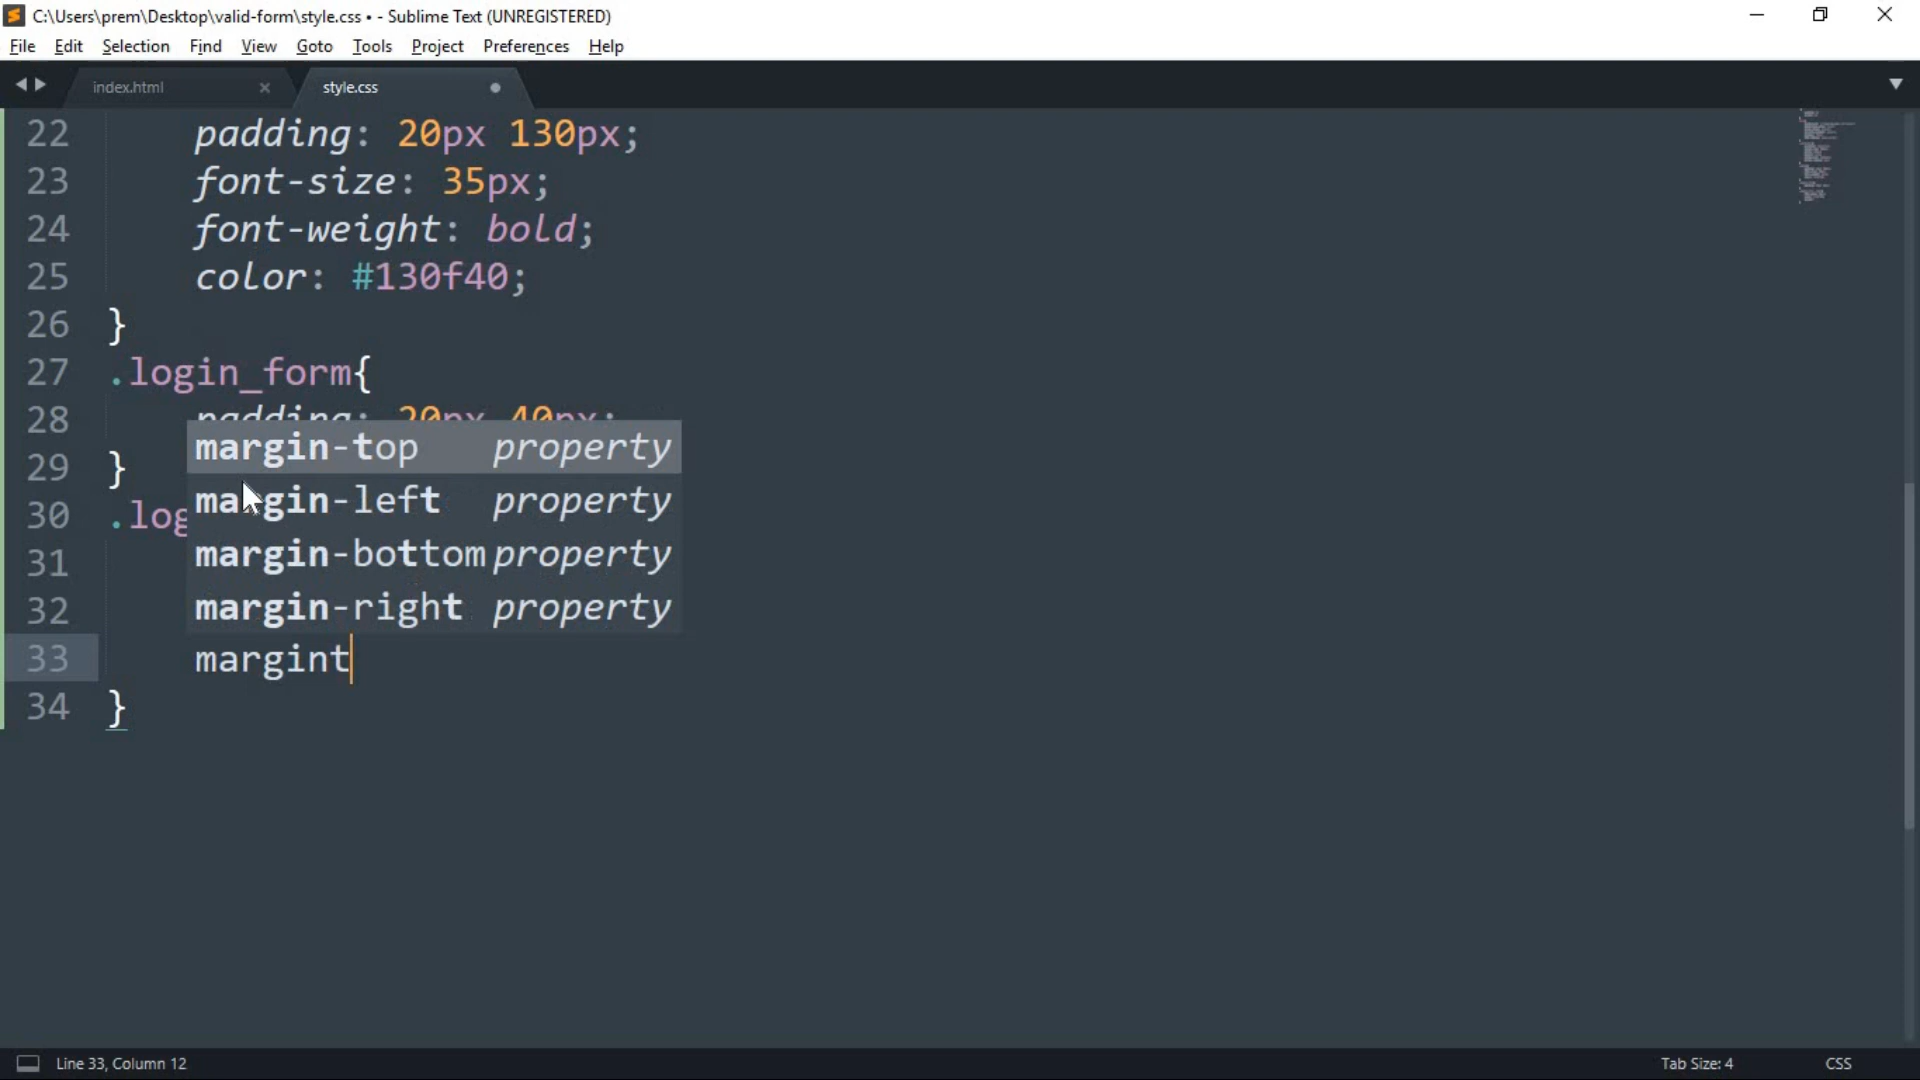 C:\Users\prem\Desktop\valid-form\style.css • - Sublime Text (UNREGISTERED)
File Edit Selection Find View Goto Tools Project Preferences Help
index.html style.css
22 padding: 20px 130px;
23 font-size: 35px;
24 font-weight: bold;
25 color: #130f40;
26 }
27 .login_form{
28 padding: 20px 40px;
margin-top property
29 }
margin-left property
30 .log
margin-bottom property
31
32
margin-right property
33 margint
34 }
Line 33, Column 12 Tab Size: 4 CSS